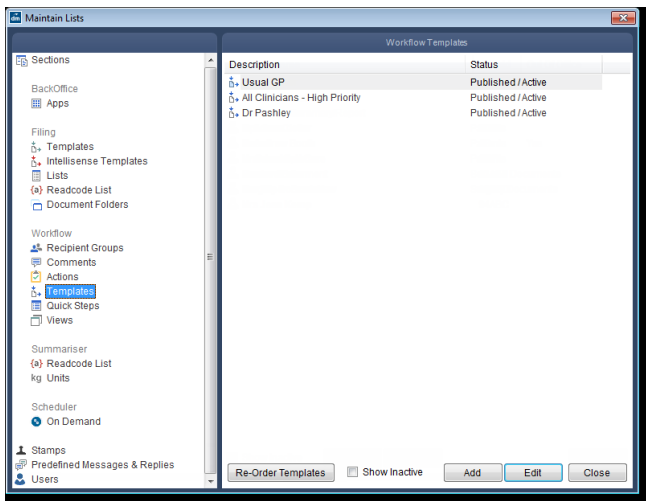 dm Maintain Lists
Workflow Templates
Sections
BackOffice
Apps
Filing
Templates
Intellisense Templates
Lists
{a} Readcode List
Document Folders
Workflow
Recipient Groups
Comments
Actions
Templates
Quick Steps
Views
Summariser
{a} Readcode List
kg Units
Scheduler
On Demand
Stamps
Predefined Messages & Replies
Users
Description Status
Usual GP Published / Active
All Clinicians - High Priority Published / Active
Dr Pashley Published / Active
Re-Order Templates Show Inactive Add Edit Close